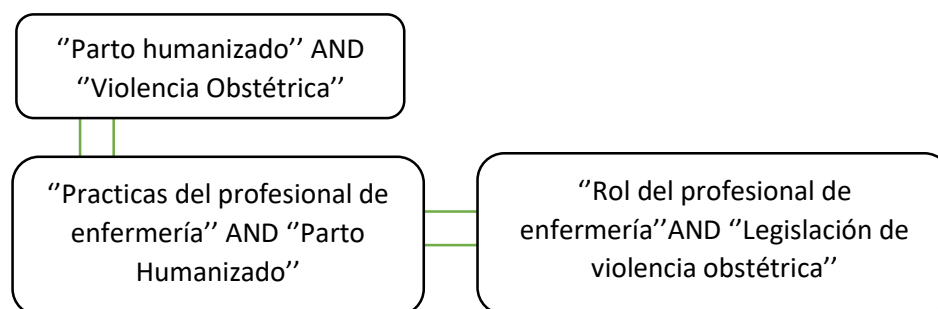 ‘’Parto humanizado’’ AND
‘’Violencia Obstétrica’’
‘’Practicas del profesional de
enfermería’’ AND ‘’Parto
Humanizado’’
‘’Rol del profesional de
enfermería’’AND ‘’Legislación de
violencia obstétrica’’